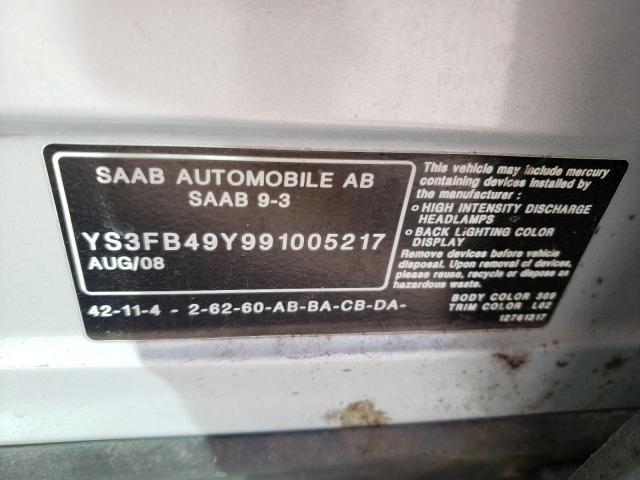 SAAB AUTOMOBILE AB
SAAB 9-3
YS3FB49Y991005217
AUG/08
42-11-4 - 2-62-60-AB-BA-CB-DA-
This vehicle may include mercury
containing devices installed by
the manufacturer :
o HIGH INTENSITY DISCHARGE
HEADLAMPS
o BACK LIGHTING COLOR
DISPLAY
Remove devices before vehicle
disposal. Upon removal of devices,
please reuse, recycle or dispose as
hazardous waste.
BODY COLOR 309
TRIM COLOR L02
12761317